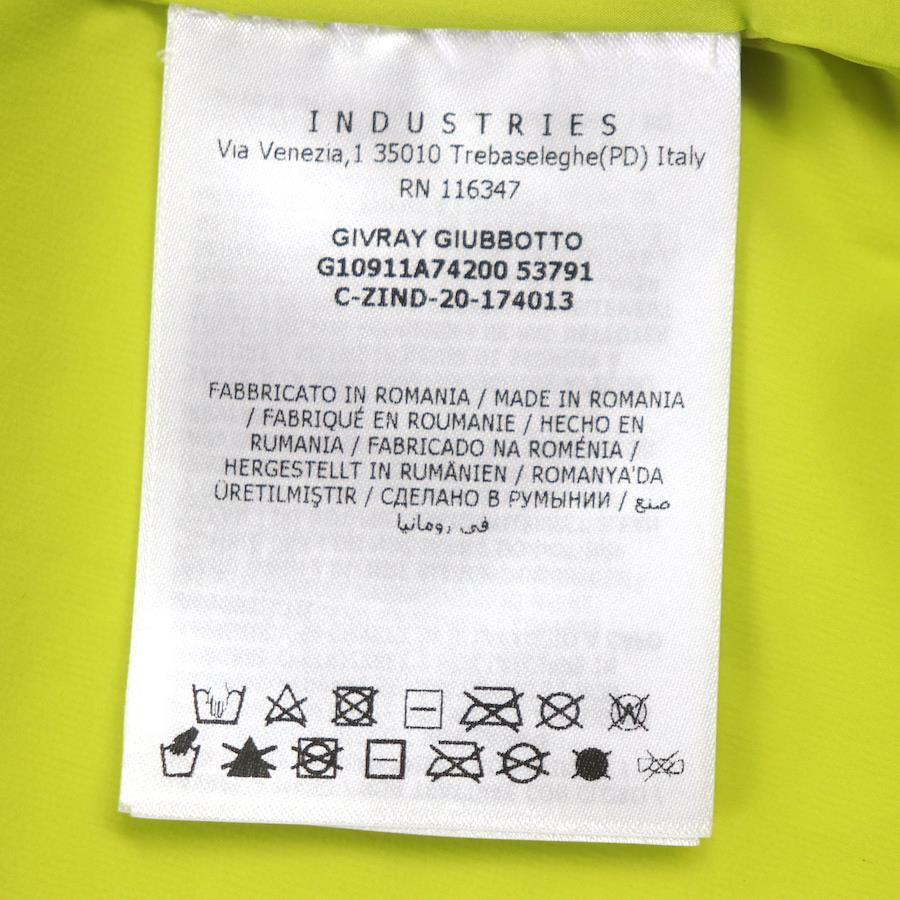 INDUSTRIES
Via Venezia,1 35010 Trebaseleghe(PD) Italy
RN 116347
GIVRAY GIUBBOTTO
G10911A74200 53791
C-ZIND-20-174013
FABBRICATO IN ROMANIA / MADE IN ROMANIA
/ FABRIQUÉ EN ROUMANIE / HECHO EN
RUMANIA / FABRICADO NA ROMÉNIA /
HERGESTELLT IN RUMÄNIEN / ROMANYA'DA
ÜRETILMIŞTIR / СДЕЛАНО В РУМЫНИИ / صنع
في رومانيا